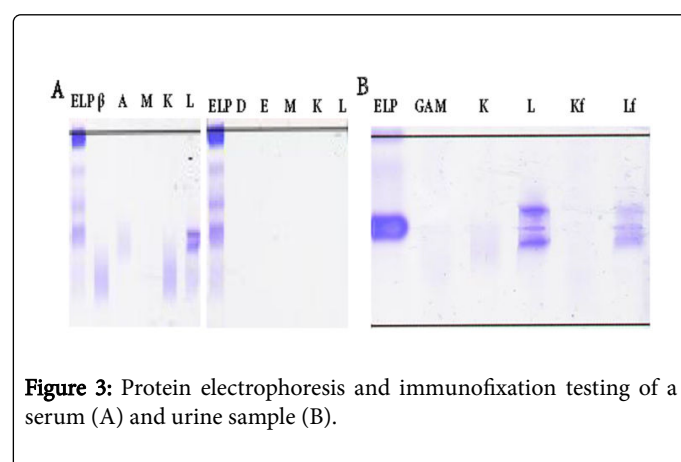 A ELP β A M K L ELP D E M K L B
ELP GAM K L Kf Lf
Figure 3: Protein electrophoresis and immunofixation testing of a
serum (A) and urine sample (B).